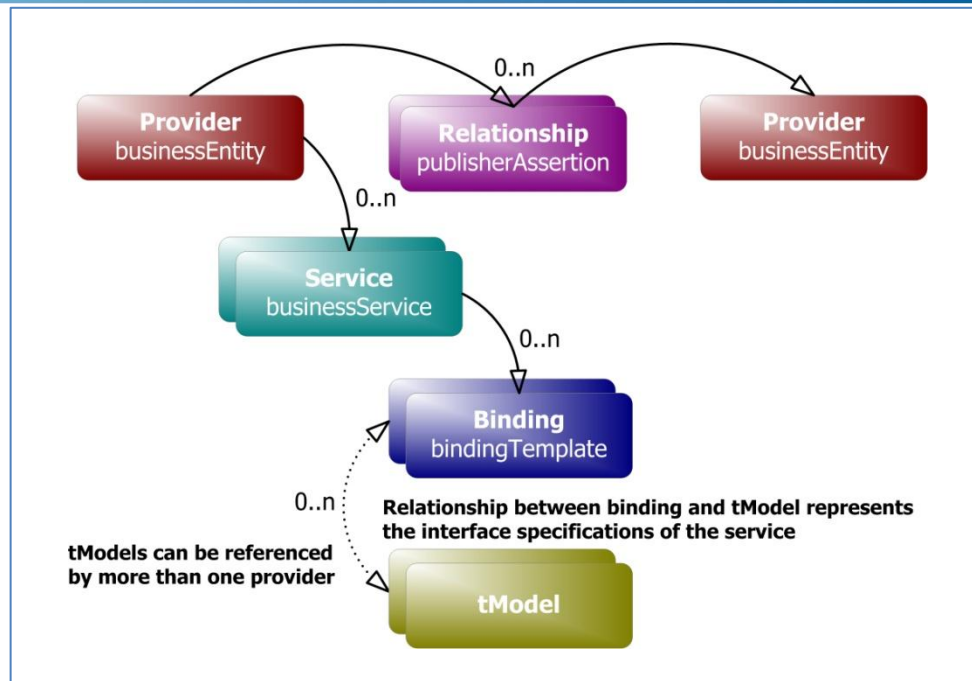 0..n
Provider
businessEntity
Relationship
publisherAssertion
Provider
businessEntity
0..n
Service
businessService
0..n
Binding
bindingTemplate
0..n
Relationship between binding and tModel represents
the interface specifications of the service
tModels can be referenced
by more than one provider
tModel